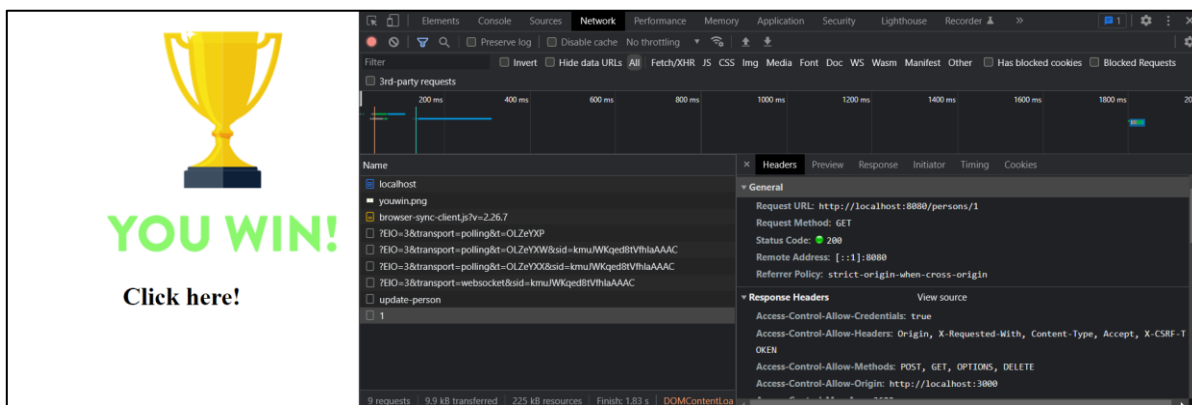 Elements Console Sources Network Performance Memory Application Security Lighthouse Recorder » 1
Preserve log Disable cache No throttling
Filter Invert Hide data URLs All Fetch/XHR JS CSS Img Media Font Doc WS Wasm Manifest Other Has blocked cookies Blocked Requests
3rd-party requests
200 ms 400 ms 600 ms 800 ms 1000 ms 1200 ms 1400 ms 1600 ms 1800 ms 20
YOU WIN!
Click here!
Name
localhost
youwin.png
browser-sync-client.js?v=2.26.7
?EIO=3&transport=polling&t=OLZeYXP
?EIO=3&transport=polling&t=OLZeYXW&sid=kmuJWKqed8tVfhIaAAAC
?EIO=3&transport=polling&t=OLZeYXX&sid=kmuJWKqed8tVfhIaAAAC
?EIO=3&transport=websocket&sid=kmuJWKqed8tVfhIaAAAC
update-person
1
9 requests 9.9 kB transferred 225 kB resources Finish: 1.83 s DOMContentLoa
× Headers Preview Response Initiator Timing Cookies
General
Request URL: http://localhost:8080/persons/1
Request Method: GET
Status Code: 200
Remote Address: [::1]:8080
Referrer Policy: strict-origin-when-cross-origin
Response Headers View source
Access-Control-Allow-Credentials: true
Access-Control-Allow-Headers: Origin, X-Requested-With, Content-Type, Accept, X-CSRF-T
OKEN
Access-Control-Allow-Methods: POST, GET, OPTIONS, DELETE
Access-Control-Allow-Origin: http://localhost:3000